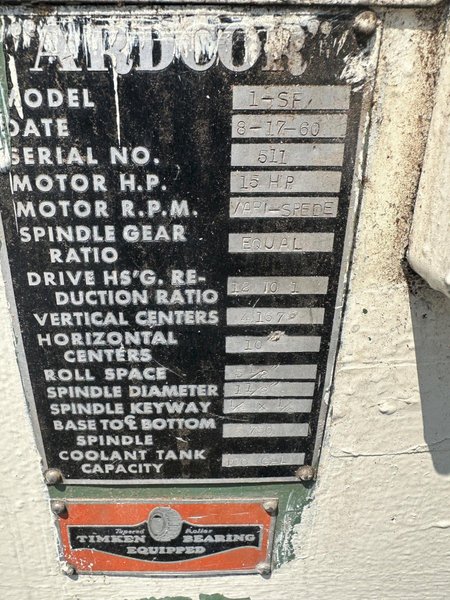 "ARDCOR"
MODEL 1-SF
DATE 8-17-60
SERIAL NO. 511
MOTOR H.P. 15 HP
MOTOR R.P.M. VARI-SPEDE
SPINDLE GEAR
RATIO EQUAL
DRIVE HS'G. RE-
DUCTION RATIO
VERTICAL CENTERS
HORIZONTAL
CENTERS 10
ROLL SPACE
SPINDLE DIAMETER
SPINDLE KEYWAY
BASE TO ℄ BOTTOM
SPINDLE
COOLANT TANK
CAPACITY
Tapered Roller
TIMKEN BEARING
EQUIPPED